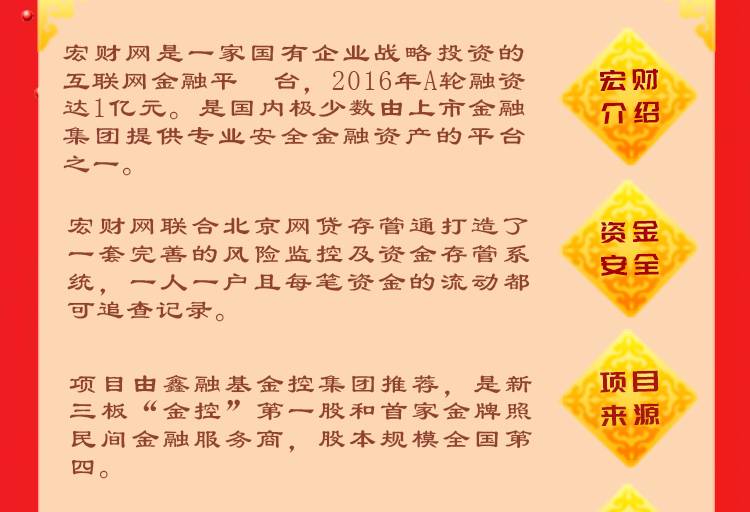 宏财网是一家国有企业战略投资的
互联网金融平 台，2016年A轮融资
达1亿元。是国内极少数由上市金融
集团提供专业安全金融资产的平台
之一。
宏财
介绍
宏财网联合北京网贷存管通打造了
一套完善的风险监控及资金存管系
统，一人一户且每笔资金的流动都
可追查记录。
资金
安全
项目由鑫融基金控集团推荐，是新
三板“金控”第一股和首家金牌照
民间金融服务商，股本规模全国第
四。
项目
来源